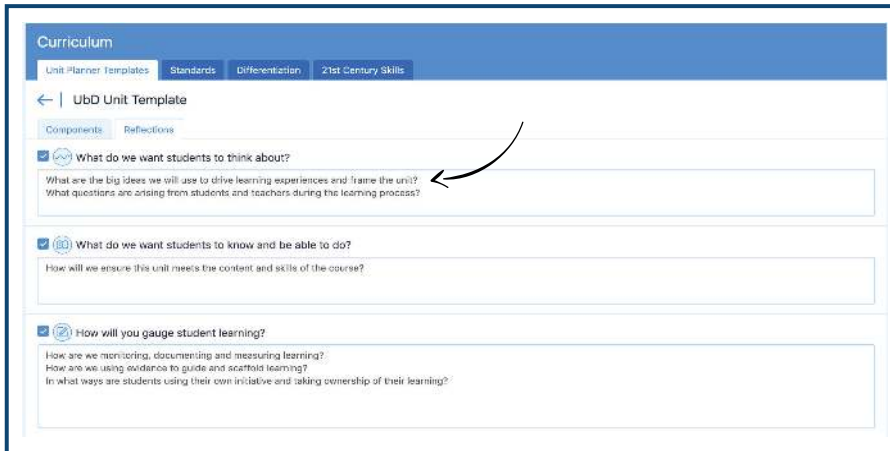 Curriculum
Unit Planner Templates Standards Differentiation 21st Century Skills
UbD Unit Template
Components Reflections
What do we want students to think about?
What are the big ideas we will use to drive learning experiences and frame the unit?
What questions are arising from students and teachers during the learning process?
What do we want students to know and be able to do?
How will we ensure this unit meets the content and skills of the course?
How will you gauge student learning?
How are we monitoring, documenting and measuring learning?
How are we using evidence to guide and scaffold learning?
In what ways are students using their own initiative and taking ownership of their learning?